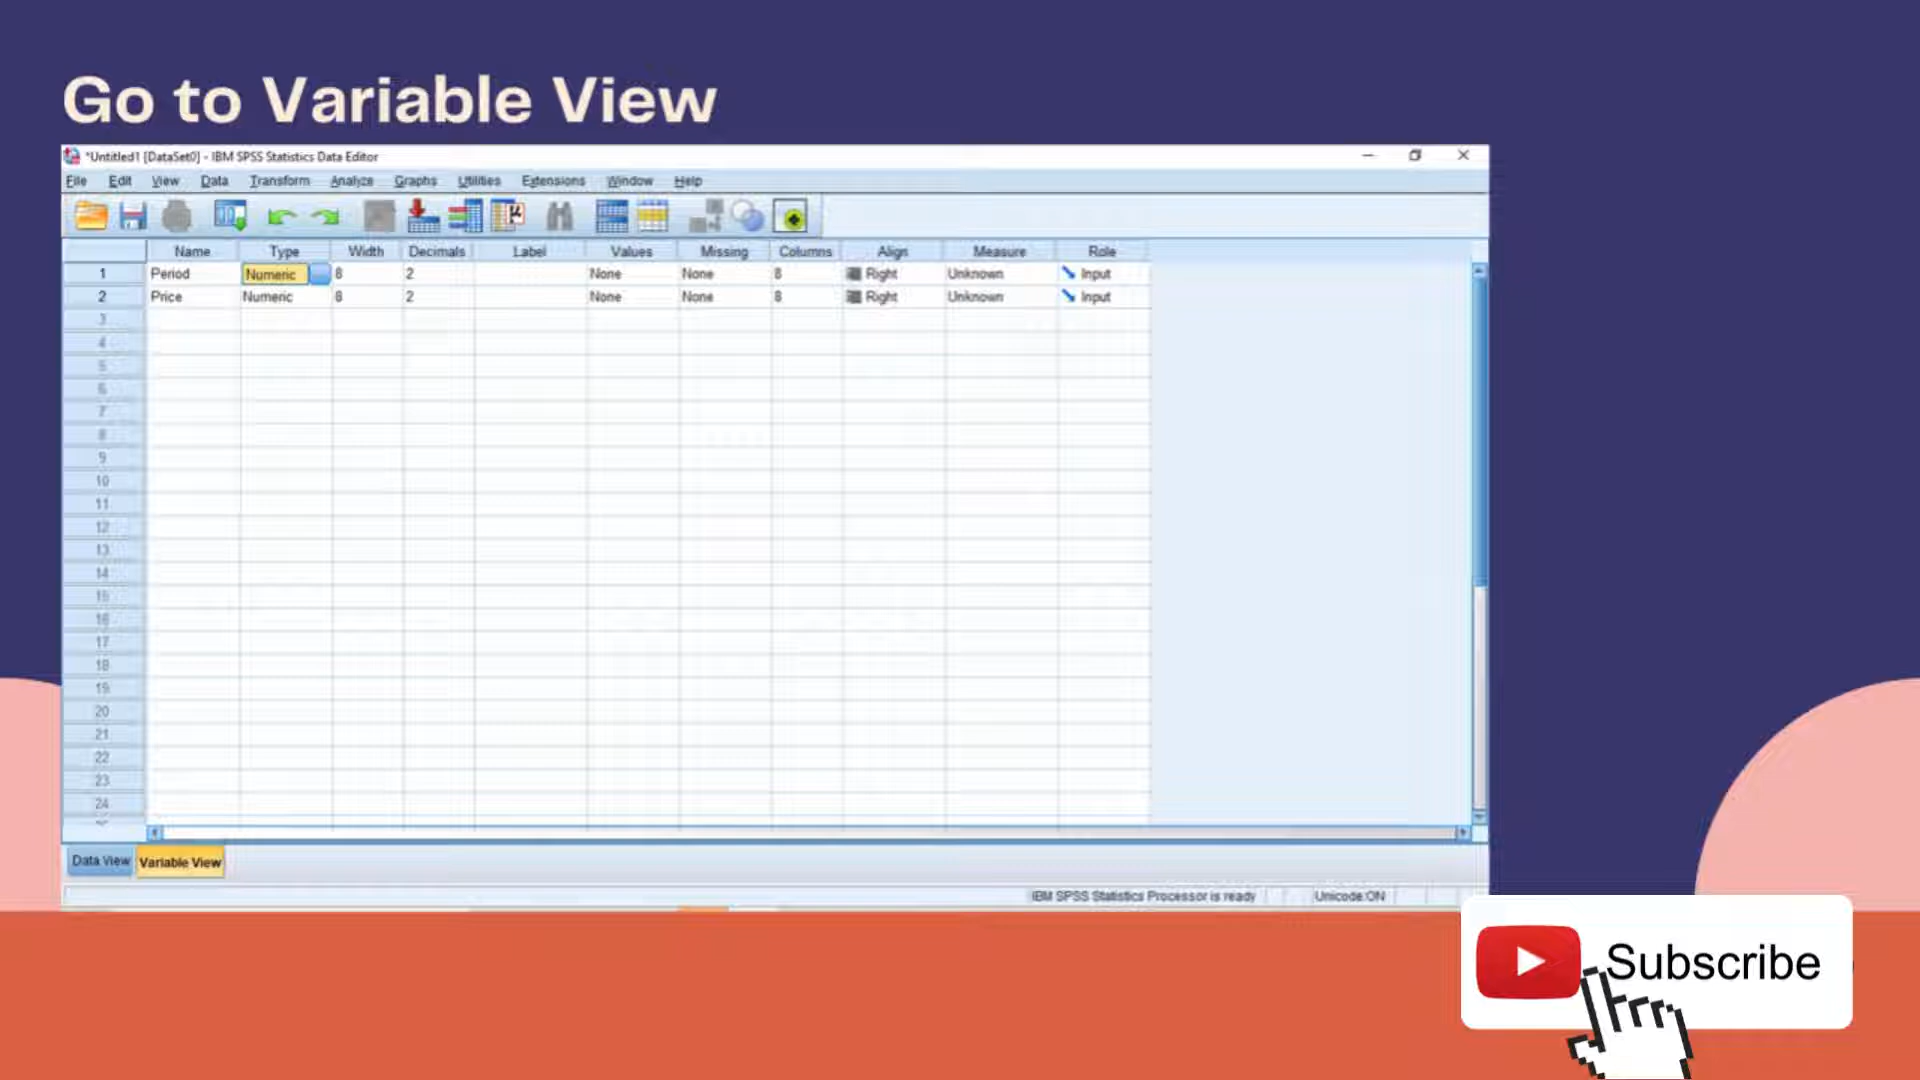 Go to Variable View
*Untitled1 [DataSet0] - IBM SPSS Statistics Data Editor
File Edit View Data Transform Analyze Graphs Utilities Extensions Window Help
Name Type Width Decimals Label Values Missing Columns Align Measure Role
1 Period Numeric 8 2 None None 8 Right Unknown Input
2 Price Numeric 8 2 None None 8 Right Unknown Input
3
4
5
6
7
8
9
10
11
12
13
14
15
16
17
18
19
20
21
22
23
24
Data View Variable View
IBM SPSS Statistics Processor is ready Unicode:ON
Subscribe